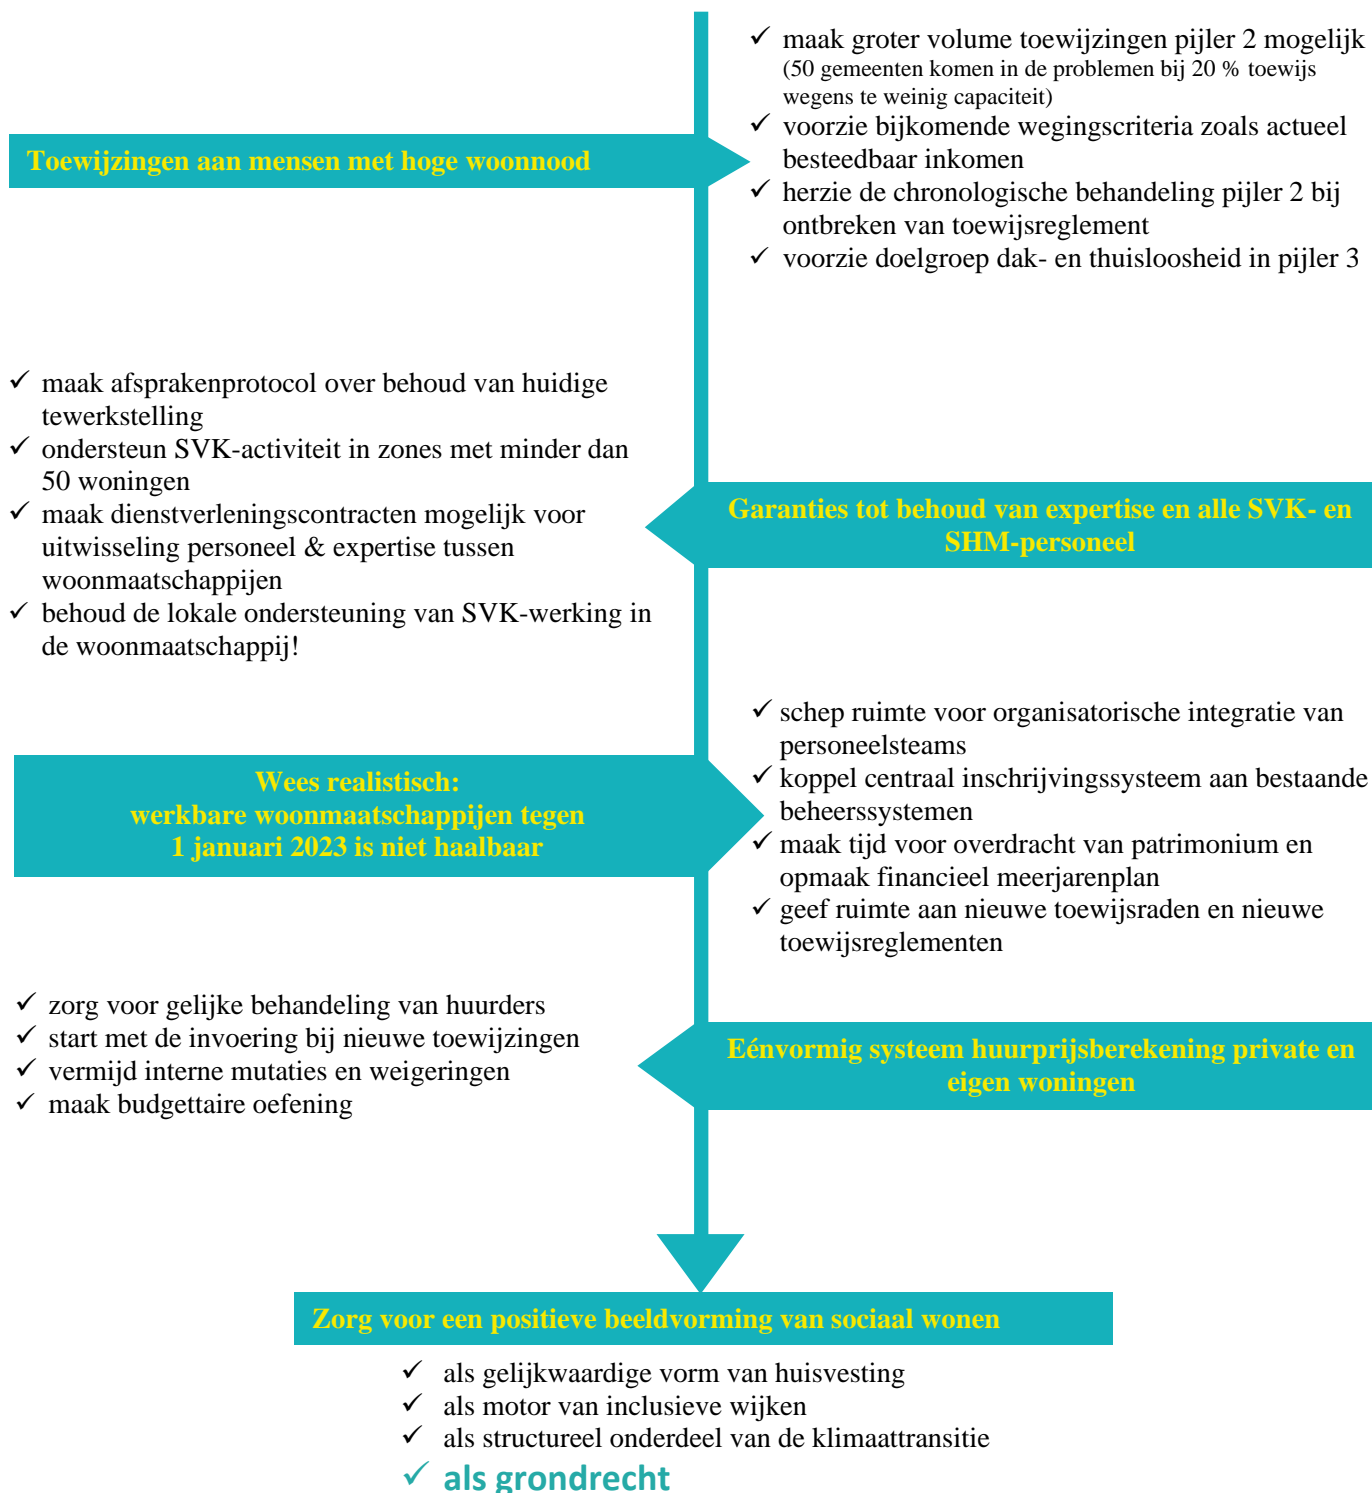 Toewijzingen aan mensen met hoge woonnood
✓ maak groter volume toewijzingen pijler 2 mogelijk
(50 gemeenten komen in de problemen bij 20 % toewijs
wegens te weinig capaciteit)
✓ voorzie bijkomende wegingscriteria zoals actueel
besteedbaar inkomen
✓ herzie de chronologische behandeling pijler 2 bij
ontbreken van toewijsreglement
✓ voorzie doelgroep dak- en thuisloosheid in pijler 3
Garanties tot behoud van expertise en alle SVK- en
SHM-personeel
✓ maak afsprakenprotocol over behoud van huidige
tewerkstelling
✓ ondersteun SVK-activiteit in zones met minder dan
50 woningen
✓ maak dienstverleningscontracten mogelijk voor
uitwisseling personeel & expertise tussen
woonmaatschappijen
✓ behoud de lokale ondersteuning van SVK-werking in
de woonmaatschappij!
Wees realistisch:
werkbare woonmaatschappijen tegen
1 januari 2023 is niet haalbaar
✓ schep ruimte voor organisatorische integratie van
personeelsteams
✓ koppel centraal inschrijvingssysteem aan bestaande
beheerssystemen
✓ maak tijd voor overdracht van patrimonium en
opmaak financieel meerjarenplan
✓ geef ruimte aan nieuwe toewijsraden en nieuwe
toewijsreglementen
Eénvormig systeem huurprijsberekening private en
eigen woningen
✓ zorg voor gelijke behandeling van huurders
✓ start met de invoering bij nieuwe toewijzingen
✓ vermijd interne mutaties en weigeringen
✓ maak budgettaire oefening
Zorg voor een positieve beeldvorming van sociaal wonen
✓ als gelijkwaardige vorm van huisvesting
✓ als motor van inclusieve wijken
✓ als structureel onderdeel van de klimaattransitie
✓ als grondrecht